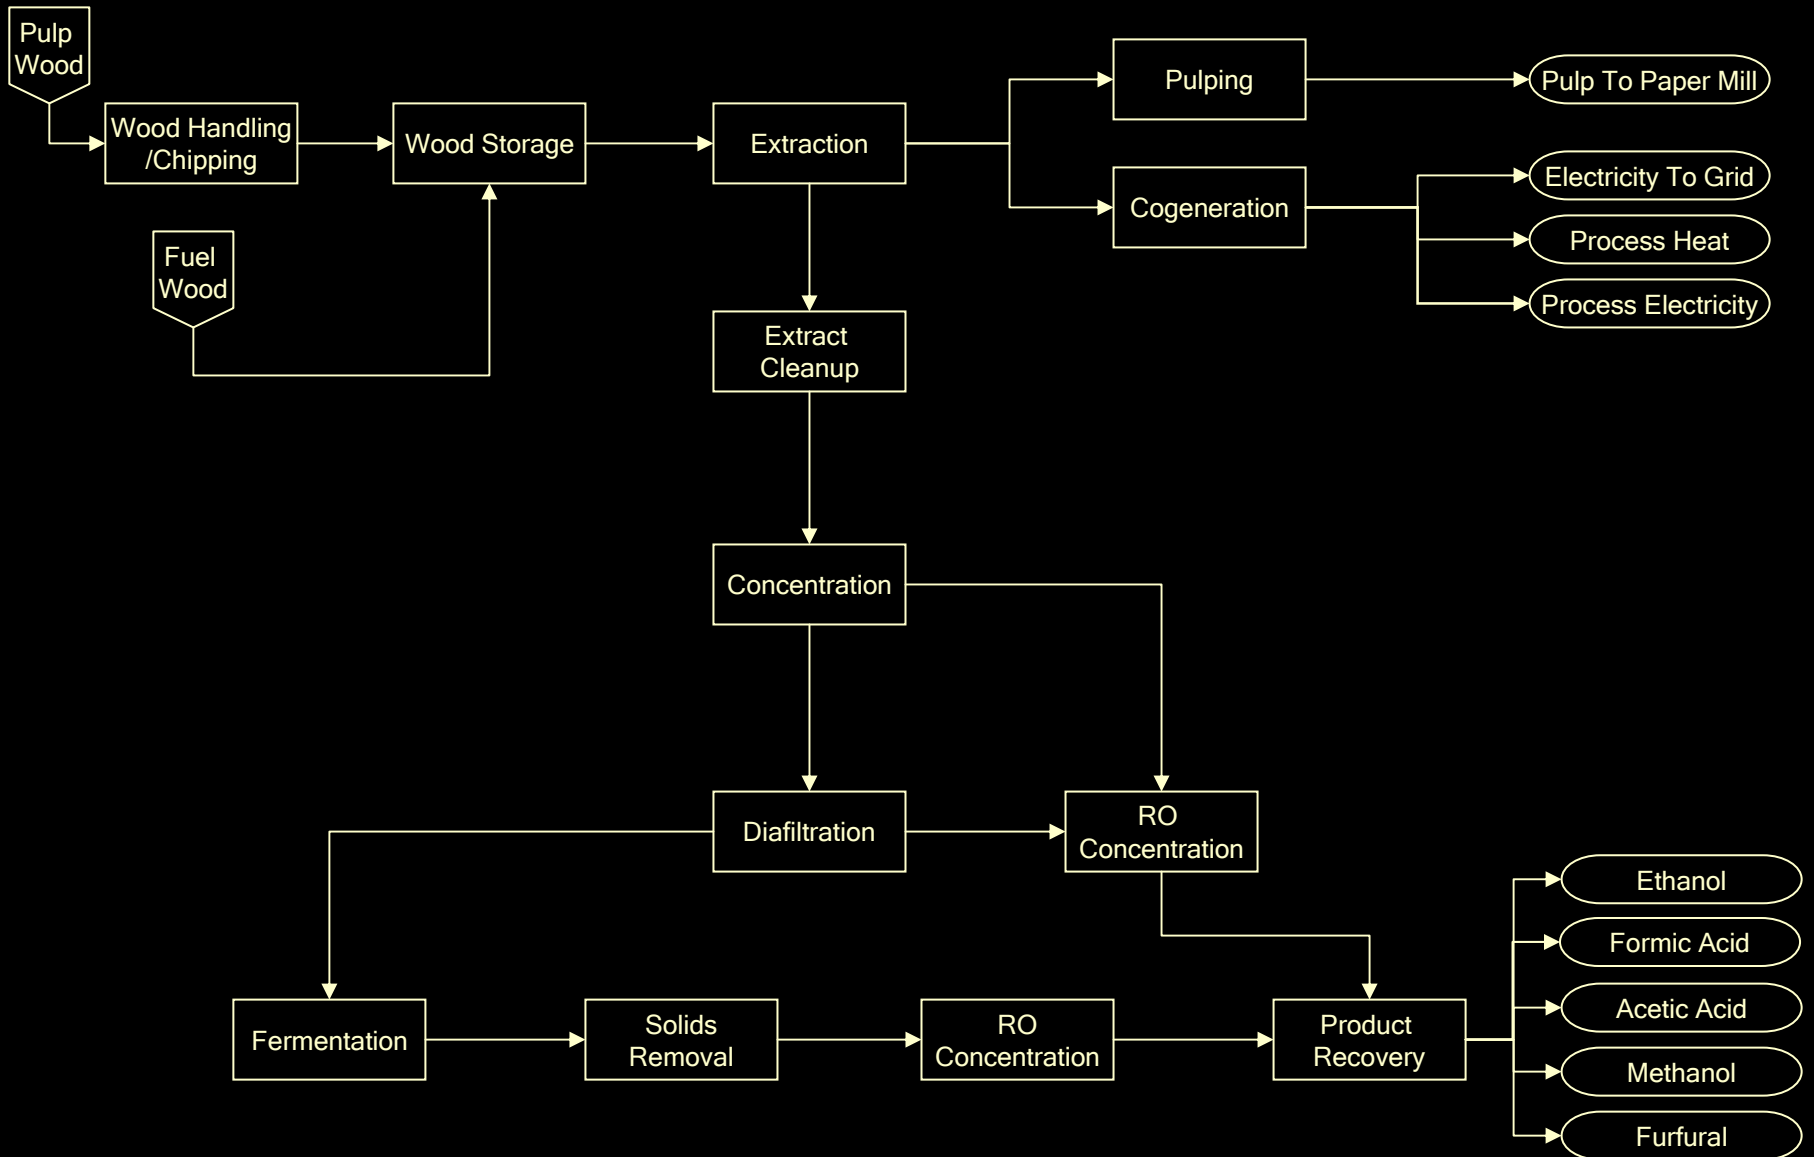 Pulp
Wood
Wood Handling
/Chipping
Wood Storage
Extraction
Pulping
Pulp To Paper Mill
Cogeneration
Electricity To Grid
Process Heat
Process Electricity
Fuel
Wood
Extract
Cleanup
Concentration
Diafiltration
RO
Concentration
Fermentation
Solids
Removal
RO
Concentration
Product
Recovery
Ethanol
Formic Acid
Acetic Acid
Methanol
Furfural